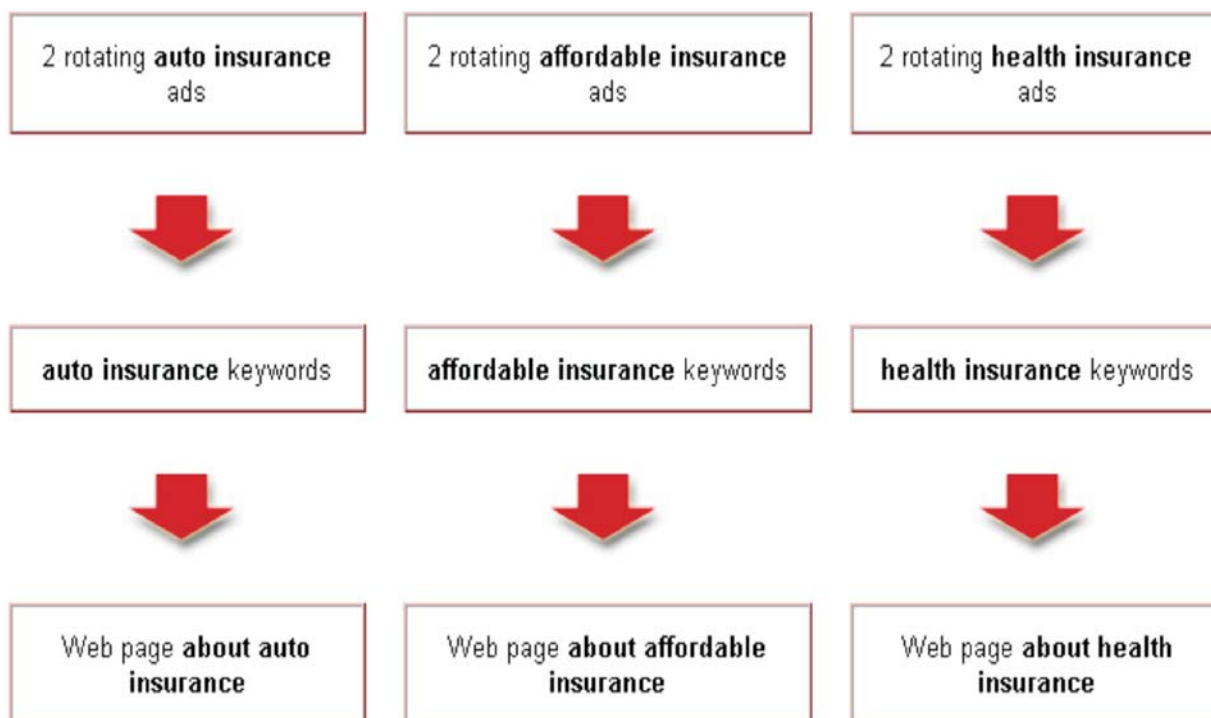 2 rotating auto insurance
ads
2 rotating affordable insurance
ads
2 rotating health insurance
ads
auto insurance keywords
affordable insurance keywords
health insurance keywords
Web page about auto
insurance
Web page about affordable
insurance
Web page about health
insurance